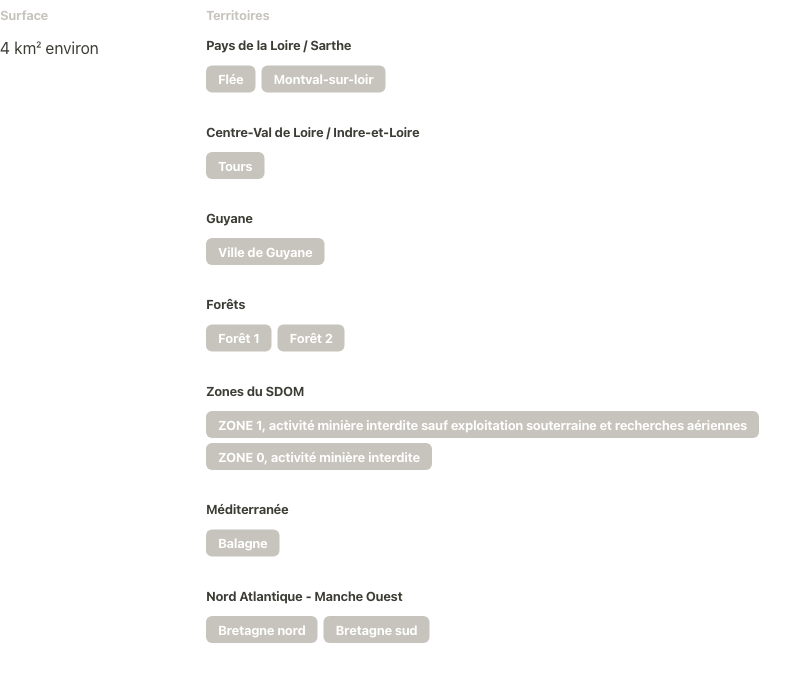 Surface
Territoires
4 km² environ
Pays de la Loire / Sarthe
Flée
Montval-sur-loir
Centre-Val de Loire / Indre-et-Loire
Tours
Guyane
Ville de Guyane
Forêts
Forêt 1
Forêt 2
Zones du SDOM
ZONE 1, activité minière interdite sauf exploitation souterraine et recherches aériennes
ZONE 0, activité minière interdite
Méditerranée
Balagne
Nord Atlantique - Manche Ouest
Bretagne nord
Bretagne sud